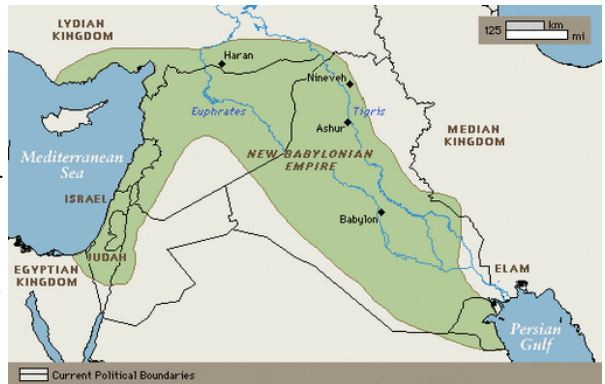 LYDIAN
KINGDOM
125
km
mi
Haran
Nineveh
Euphrates
Tigris
Ashur
MEDIAN
KINGDOM
Mediterranean
Sea
NEW BABYLONIAN
EMPIRE
ISRAEL
Babylon
JUDAH
EGYPTIAN
KINGDOM
ELAM
Persian
Gulf
Current Political Boundaries